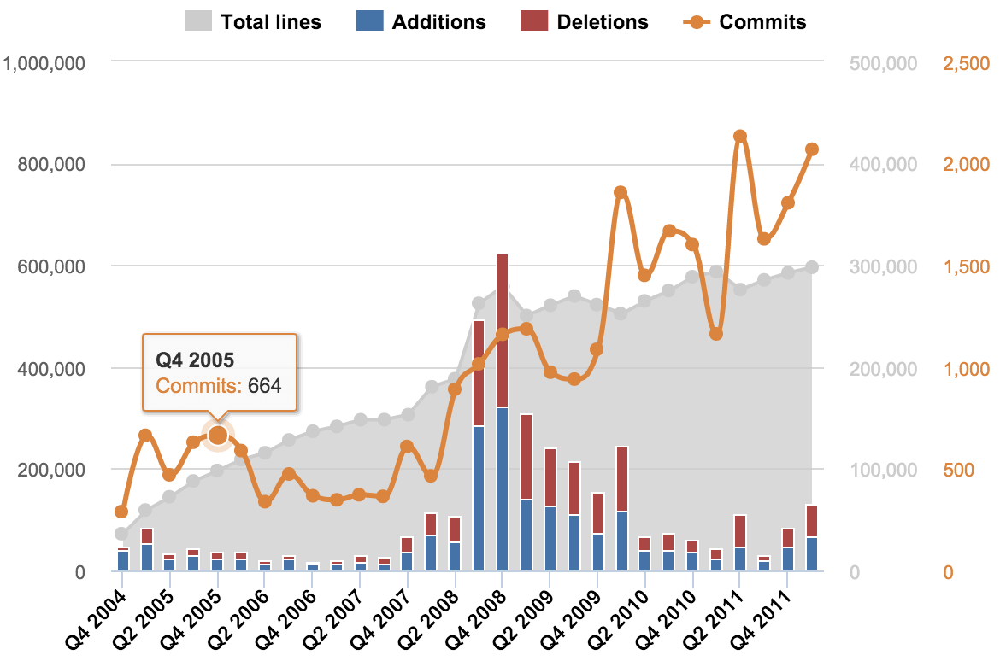 Total lines Additions Deletions Commits
1,000,000 500,000 2,500
800,000 400,000 2,000
600,000 300,000 1,500
Q4 2005
Commits: 664
400,000 200,000 1,000
200,000 100,000 500
0 0 0
Q4 2004 Q2 2005 Q4 2005 Q2 2006 Q4 2006 Q2 2007 Q4 2007 Q2 2008 Q4 2008 Q2 2009 Q4 2009 Q2 2010 Q4 2010 Q2 2011 Q4 2011